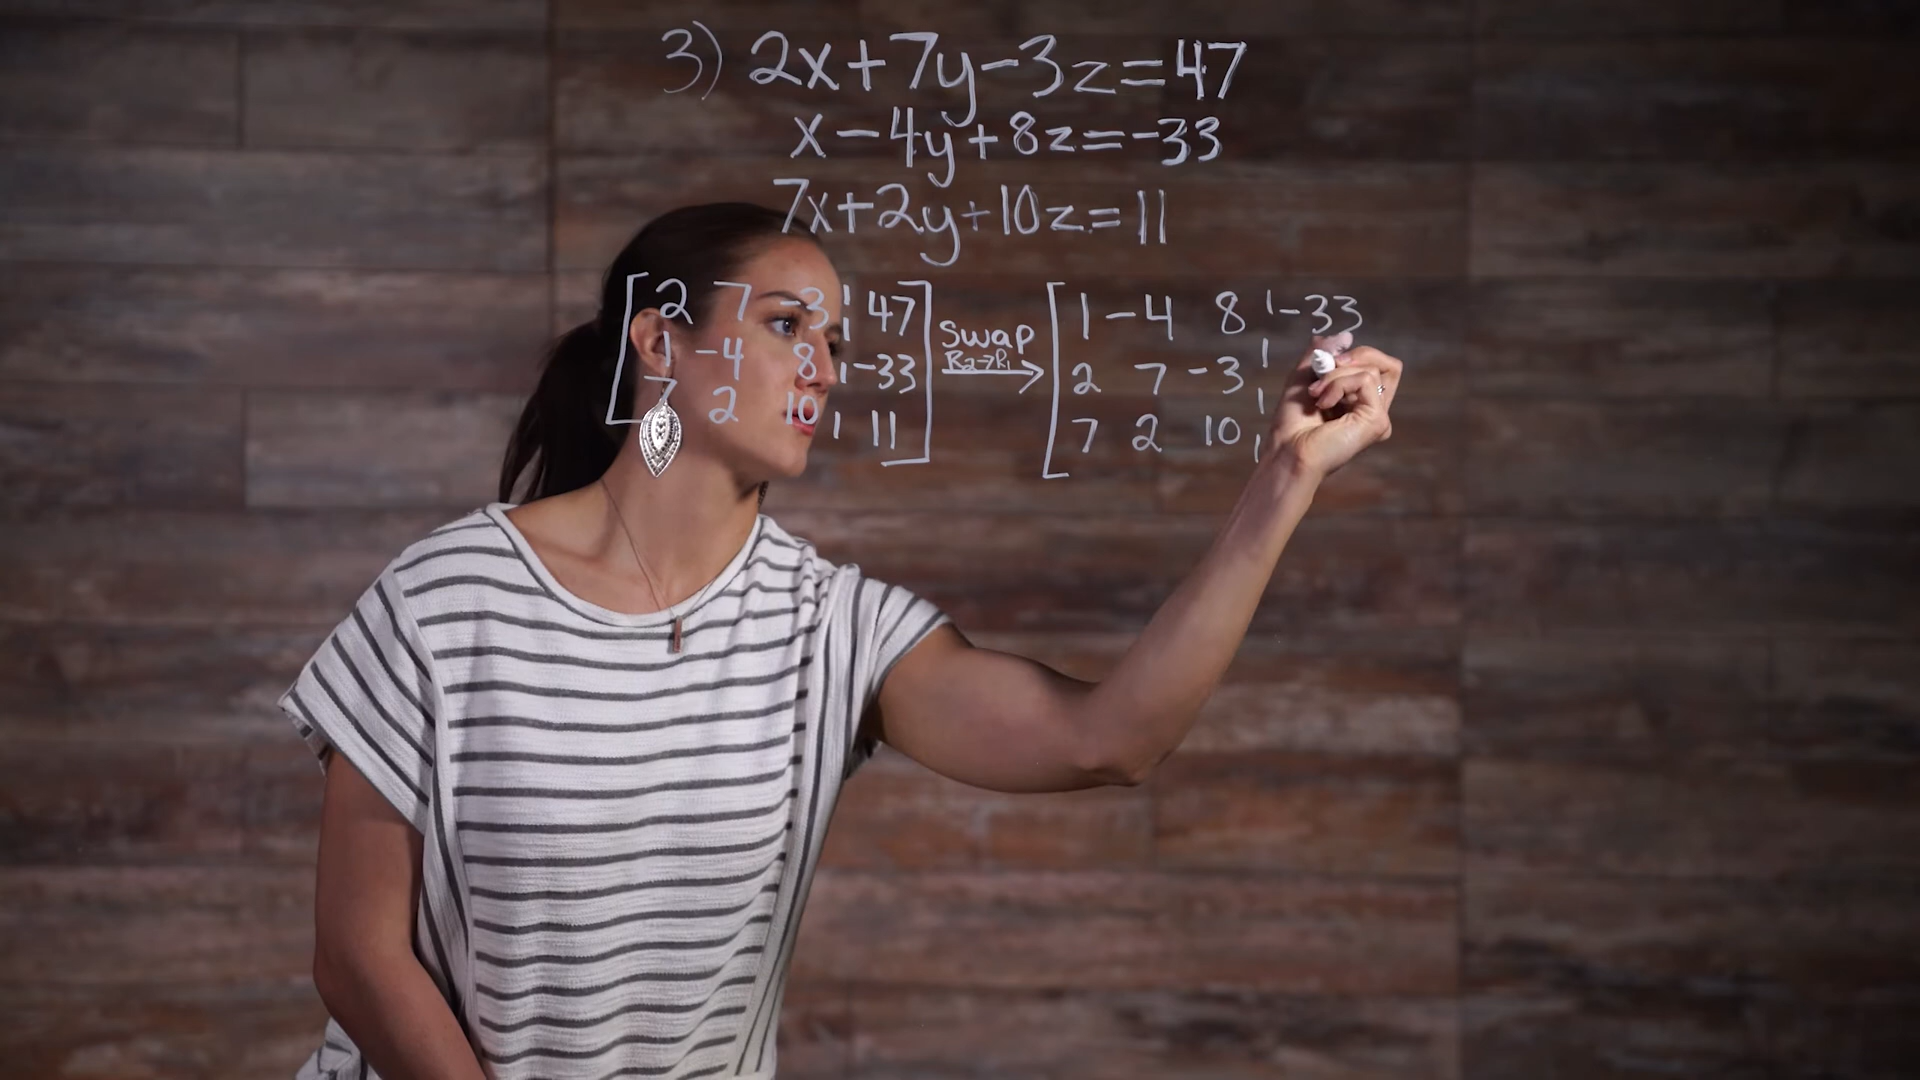 3) 2x+7y-3z=47
x-4y+8z=-33
7x+2y+10z=11
[2 7 -3 ¦ 47] swap R2→R1 [1 -4 8 ¦ -33
1 -4 8 ¦ -33 2 7 -3 ¦
7 2 10 ¦ 11 7 2 10 ¦